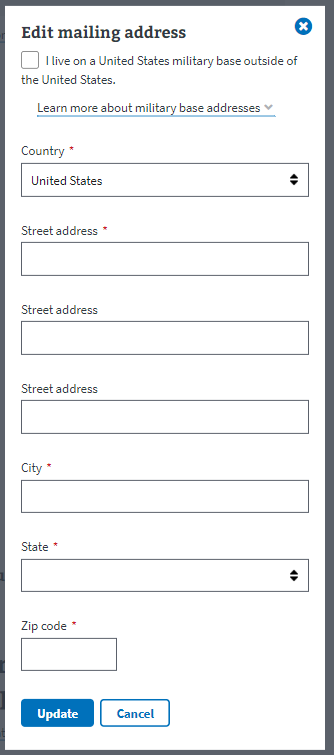 Edit mailing address
I live on a United States military base outside of
the United States.
Learn more about military base addresses
Country *
United States
Street address *
Street address
Street address
City *
State *
Zip code *
Update Cancel